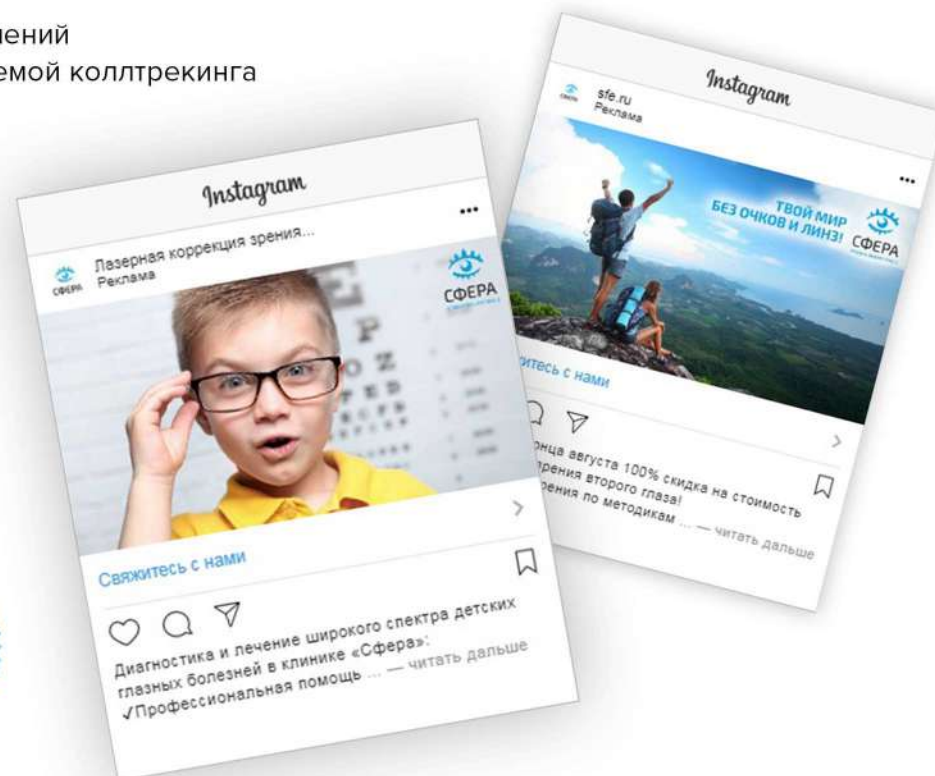 ений
емой коллтрекинга
Instagram
Лазерная коррекция зрения...
Реклама
СФЕРА
СФЕРА
Свяжитесь с нами
Диагностика и лечение широкого спектра детских
глазных болезней в клинике «Сфера»:
✓Профессиональная помощь ... — читать дальше
Instagram
sfe.ru
Реклама
ТВОЙ МИР
БЕЗ ОЧКОВ И ЛИНЗ!
СФЕРА
итесь с нами
онца августа 100% скидка на стоимость
рения второго глаза!
рения по методикам ... — читать дальше